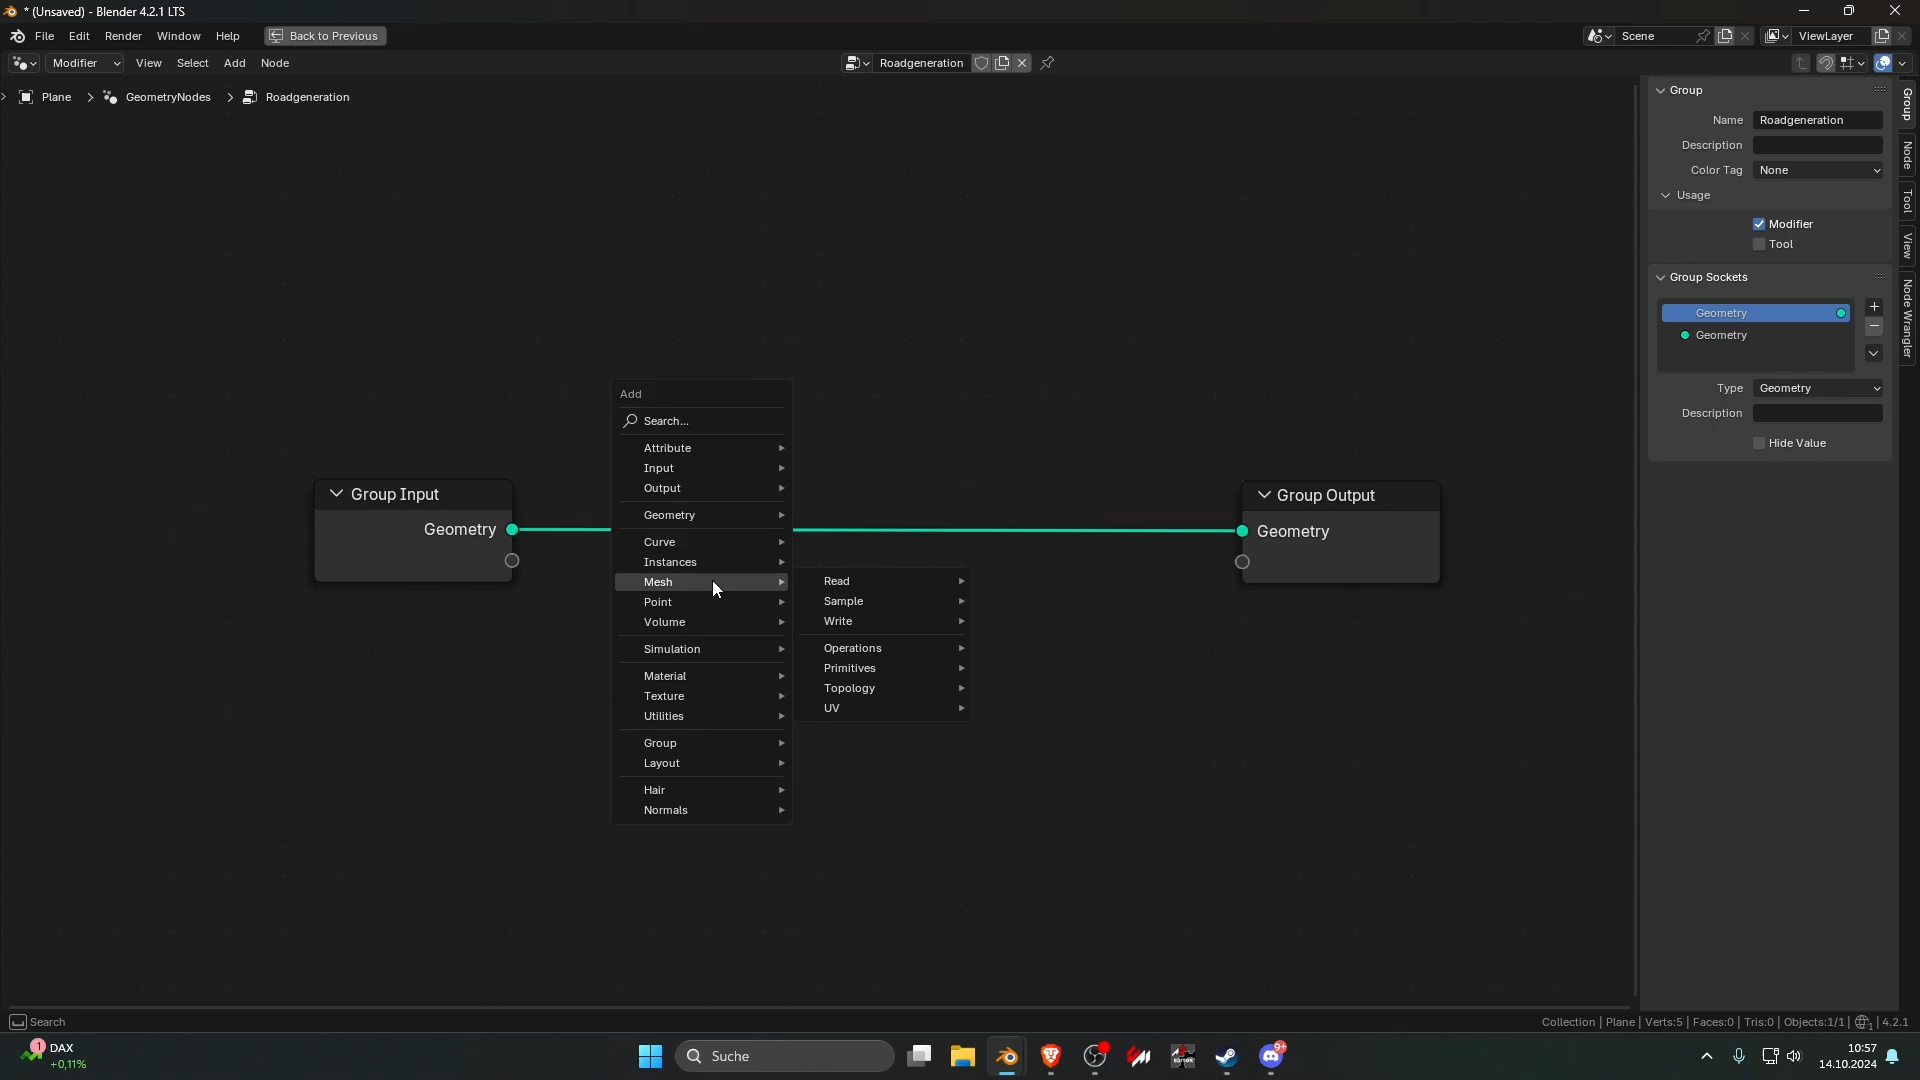 * (Unsaved) - Blender 4.2.1 LTS
File Edit Render Window Help Back to Previous Scene ViewLayer
Modifier View Select Add Node Roadgeneration
Plane GeometryNodes Roadgeneration
Group
Name Roadgeneration
Description
Color Tag None
Usage
Modifier
Tool
Group Sockets
Geometry
Geometry
Type Geometry
Description
Hide Value
Group
Node
Tool
View
Node Wrangler
Group Input
Geometry
Group Output
Geometry
Add
Search...
Attribute
Input
Output
Geometry
Curve
Instances
Mesh
Point
Volume
Simulation
Material
Texture
Utilities
Group
Layout
Hair
Normals
Read
Sample
Write
Operations
Primitives
Topology
UV
Search
Collection | Plane | Verts:5 | Faces:0 | Tris:0 | Objects:1/1 | 4.2.1
1
DAX
+0,11%
Suche
EDITOR
9+
10:57
14.10.2024